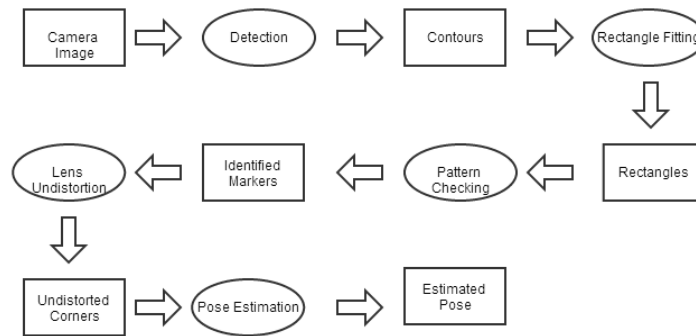 Camera
Image
Detection
Contours
Rectangle Fitting
Rectangles
Pattern
Checking
Identified
Markers
Lens
Undistortion
Undistorted
Corners
Pose Estimation
Estimated
Pose